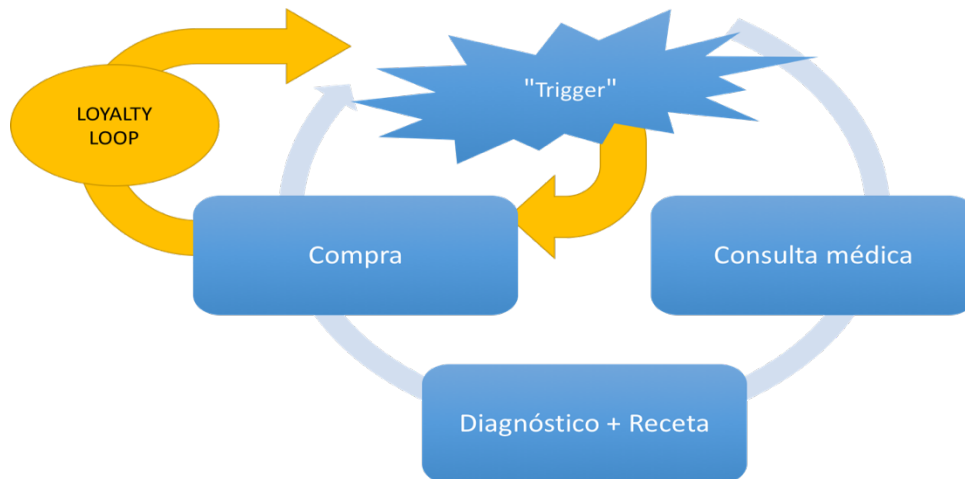 "Trigger"
LOYALTY
LOOP
Compra
Consulta médica
Diagnóstico + Receta